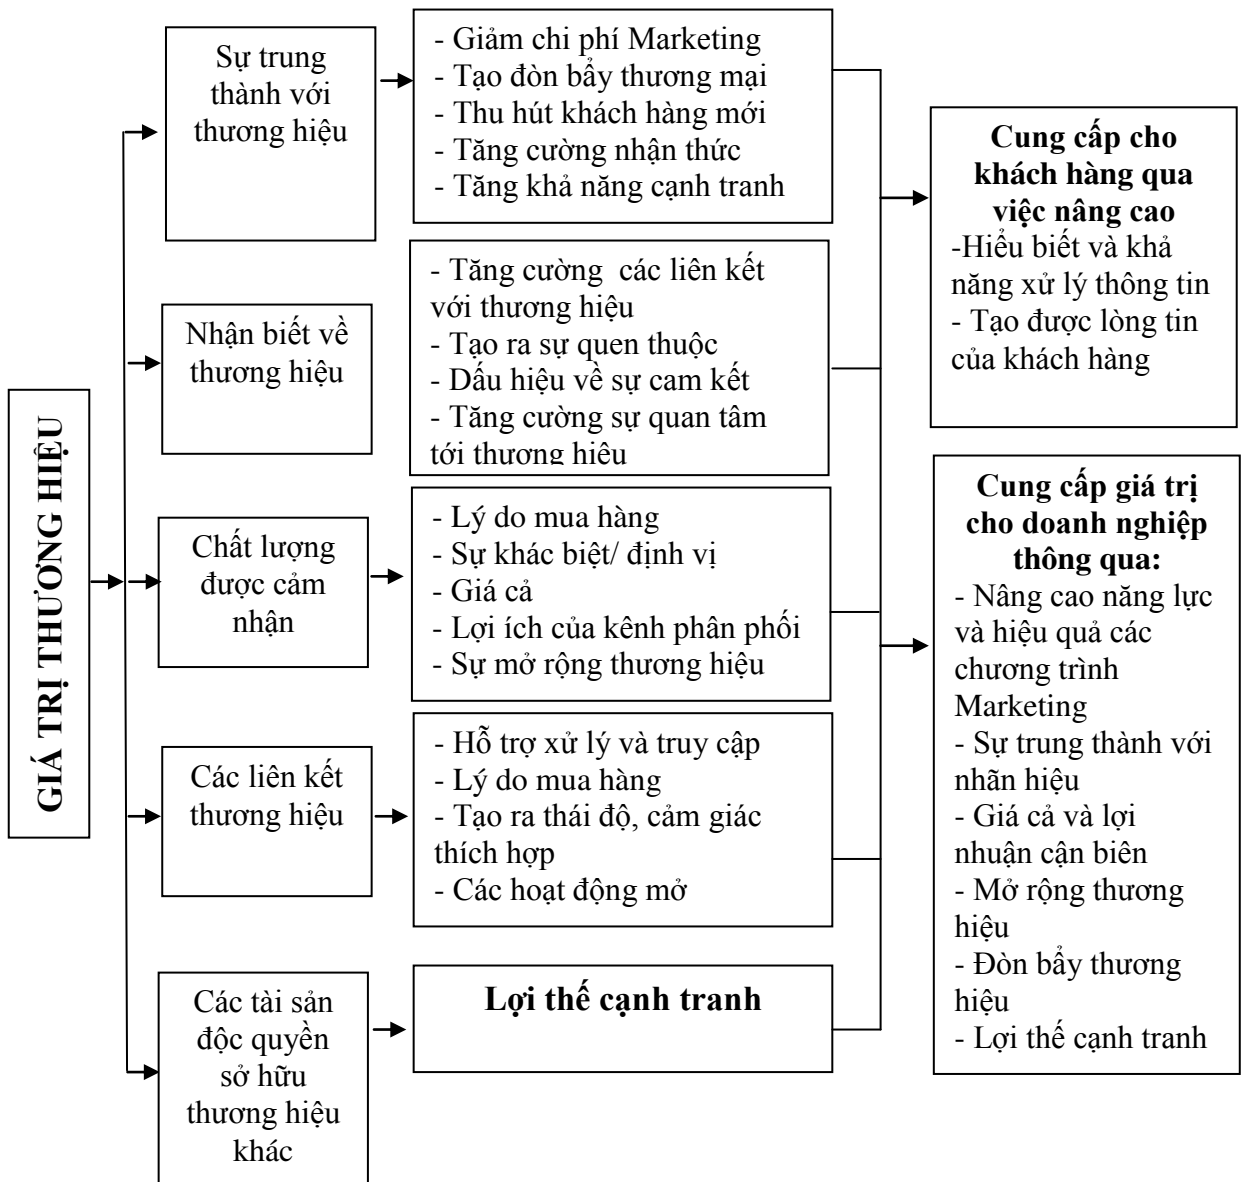 GIÁ TRỊ THƯƠNG HIỆU
Sự trung
thành với
thương hiệu
- Giảm chi phí Marketing
- Tạo đòn bẩy thương mại
- Thu hút khách hàng mới
- Tăng cường nhận thức
- Tăng khả năng cạnh tranh
Nhận biết về
thương hiệu
- Tăng cường các liên kết
với thương hiệu
- Tạo ra sự quen thuộc
- Dấu hiệu về sự cam kết
- Tăng cường sự quan tâm
tới thương hiệu
Chất lượng
được cảm
nhận
- Lý do mua hàng
- Sự khác biệt/ định vị
- Giá cả
- Lợi ích của kênh phân phối
- Sự mở rộng thương hiệu
Các liên kết
thương hiệu
- Hỗ trợ xử lý và truy cập
- Lý do mua hàng
- Tạo ra thái độ, cảm giác
thích hợp
- Các hoạt động mở
Các tài sản
độc quyền
sở hữu
thương hiệu
khác
Lợi thế cạnh tranh
Cung cấp cho
khách hàng qua
việc nâng cao
-Hiểu biết và khả
năng xử lý thông tin
- Tạo được lòng tin
của khách hàng
Cung cấp giá trị
cho doanh nghiệp
thông qua:
- Nâng cao năng lực
và hiệu quả các
chương trình
Marketing
- Sự trung thành với
nhãn hiệu
- Giá cả và lợi
nhuận cận biên
- Mở rộng thương
hiệu
- Đòn bẩy thương
hiệu
- Lợi thế cạnh tranh